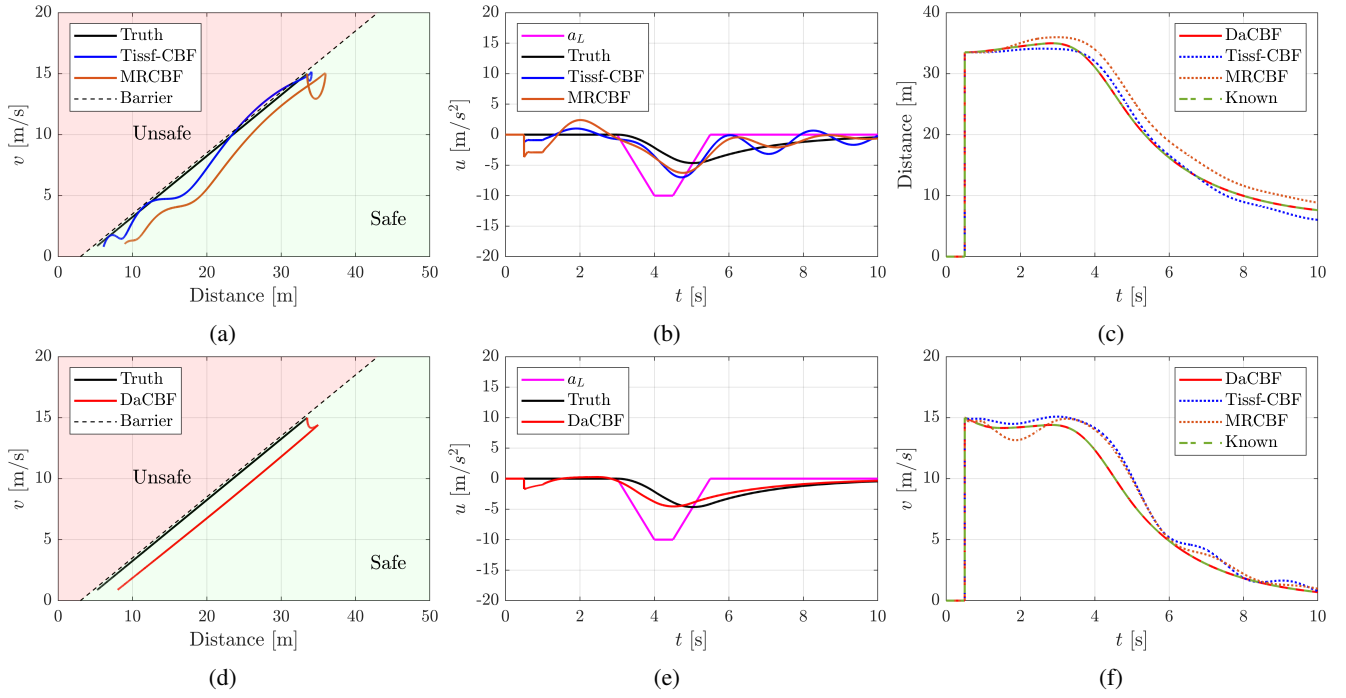 20
15
10
5
0
v [m/s]
Truth
Tissf-CBF
MRCBF
Barrier
Unsafe
Safe
0 10 20 30 40 50
Distance [m]
(a)
20
15
10
5
0
-5
-10
-15
-20
u [m/s²]
a_L
Truth
Tissf-CBF
MRCBF
0 2 4 6 8 10
t [s]
(b)
40
30
20
10
0
Distance [m]
DaCBF
Tissf-CBF
MRCBF
Known
0 2 4 6 8 10
t [s]
(c)
20
15
10
5
0
v [m/s]
Truth
DaCBF
Barrier
Unsafe
Safe
0 10 20 30 40 50
Distance [m]
(d)
20
15
10
5
0
-5
-10
-15
-20
u [m/s²]
a_L
Truth
DaCBF
0 2 4 6 8 10
t [s]
(e)
20
15
10
5
0
v [m/s]
DaCBF
Tissf-CBF
MRCBF
Known
0 2 4 6 8 10
t [s]
(f)